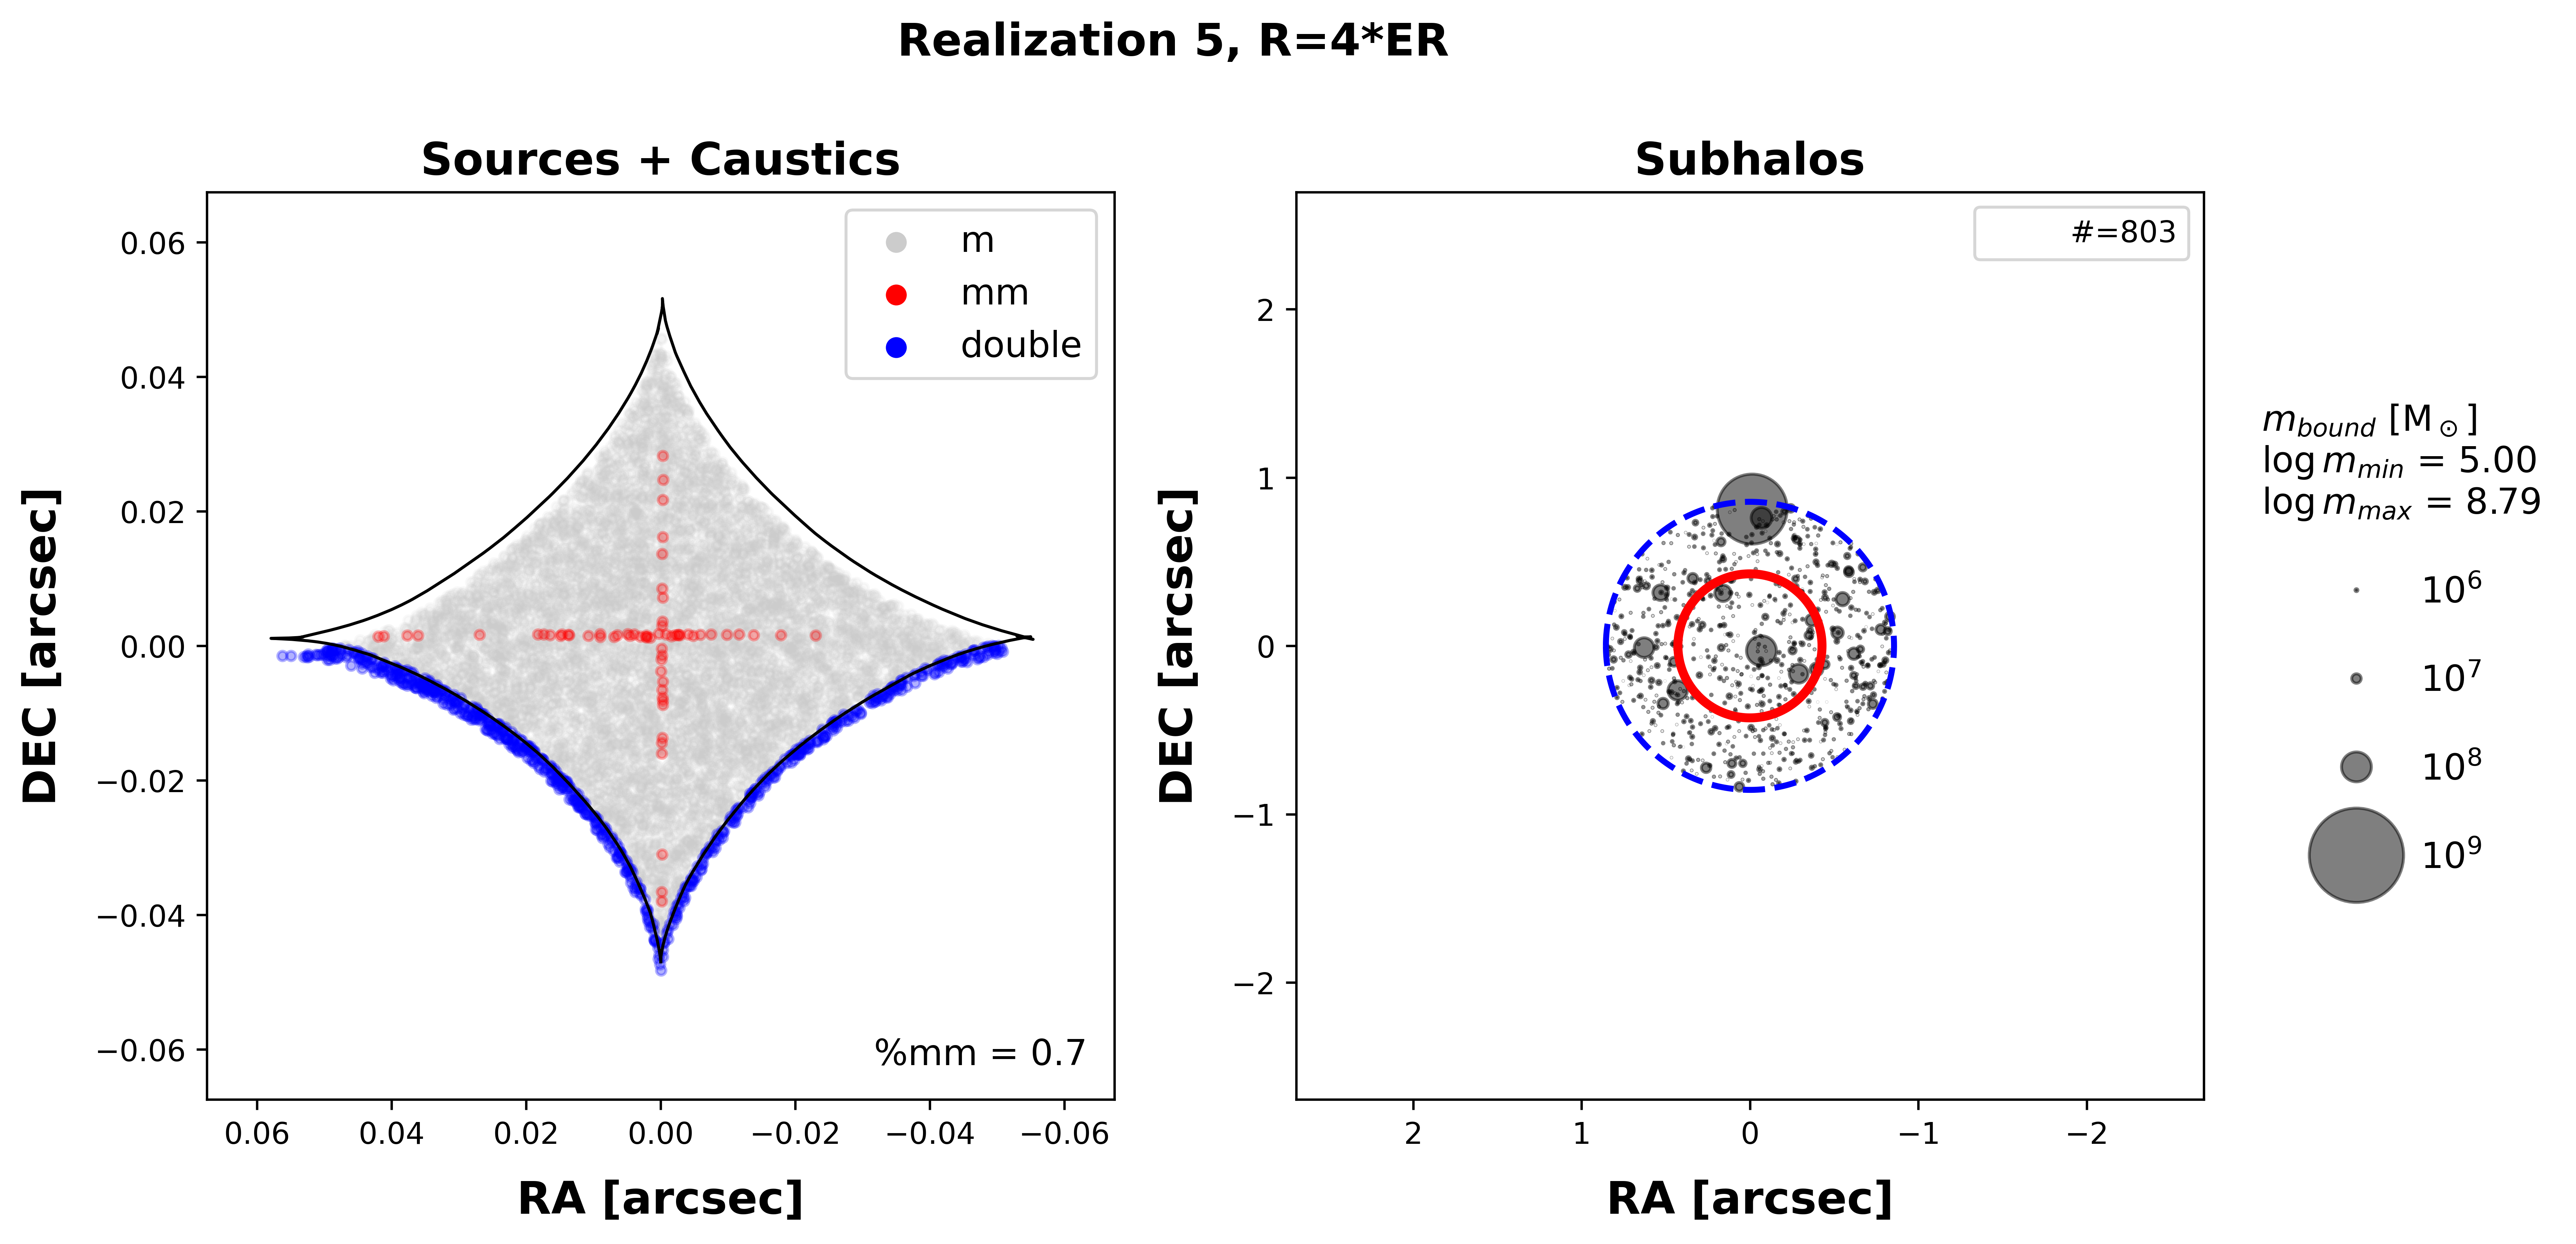 Realization 5, R=4*ER
Sources + Caustics
m
mm
double
%mm = 0.7
0.06
0.04
0.02
0.00
−0.02
−0.04
−0.06
0.06
0.04
0.02
0.00
−0.02
−0.04
−0.06
DEC [arcsec]
RA [arcsec]
Subhalos
#=803
2
1
0
−1
−2
2
1
0
−1
−2
DEC [arcsec]
RA [arcsec]
m_bound [M_⊙]
log m_min = 5.00
log m_max = 8.79
10^6
10^7
10^8
10^9